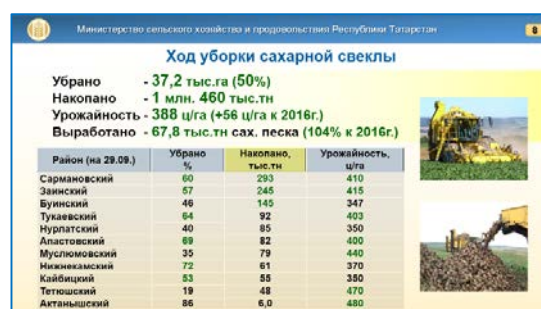 Министерство сельского хозяйства и продовольствия Республики Татарстан
8
Ход уборки сахарной свеклы
Убрано - 37,2 тыс.га (50%)
Накопано - 1 млн. 460 тыс.тн
Урожайность - 388 ц/га (+56 ц/га к 2016г.)
Выработано - 67,8 тыс.тн сах. песка (104% к 2016г.)
Район (на 29.09.) Убрано % Накопано, тыс.тн Урожайность, ц/га
Сармановский 60 293 410
Заинский 57 245 415
Буинский 46 145 347
Тукаевский 64 92 403
Нурлатский 40 85 350
Апастовский 69 82 400
Муслюмовский 35 79 440
Нижнекамский 72 61 370
Кайбицкий 53 55 350
Тетюшский 19 48 470
Актанышский 86 6,0 480